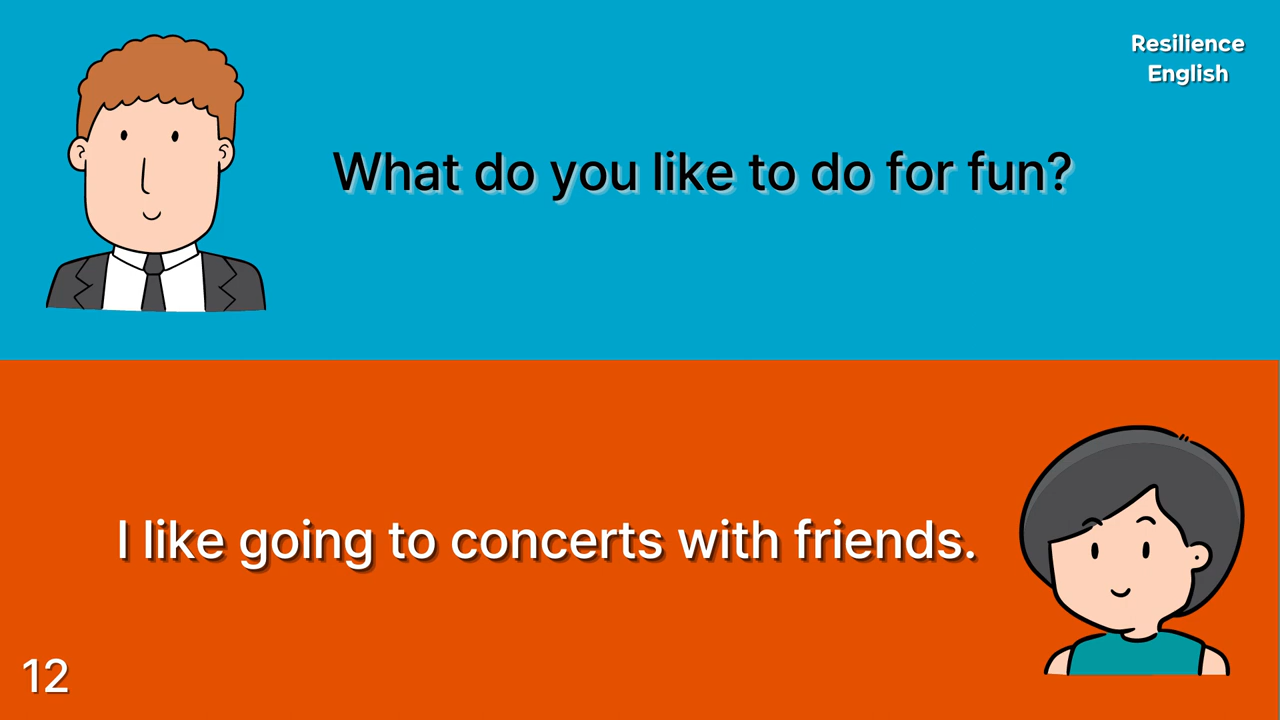 Resilience
English
What do you like to do for fun?
I like going to concerts with friends.
12